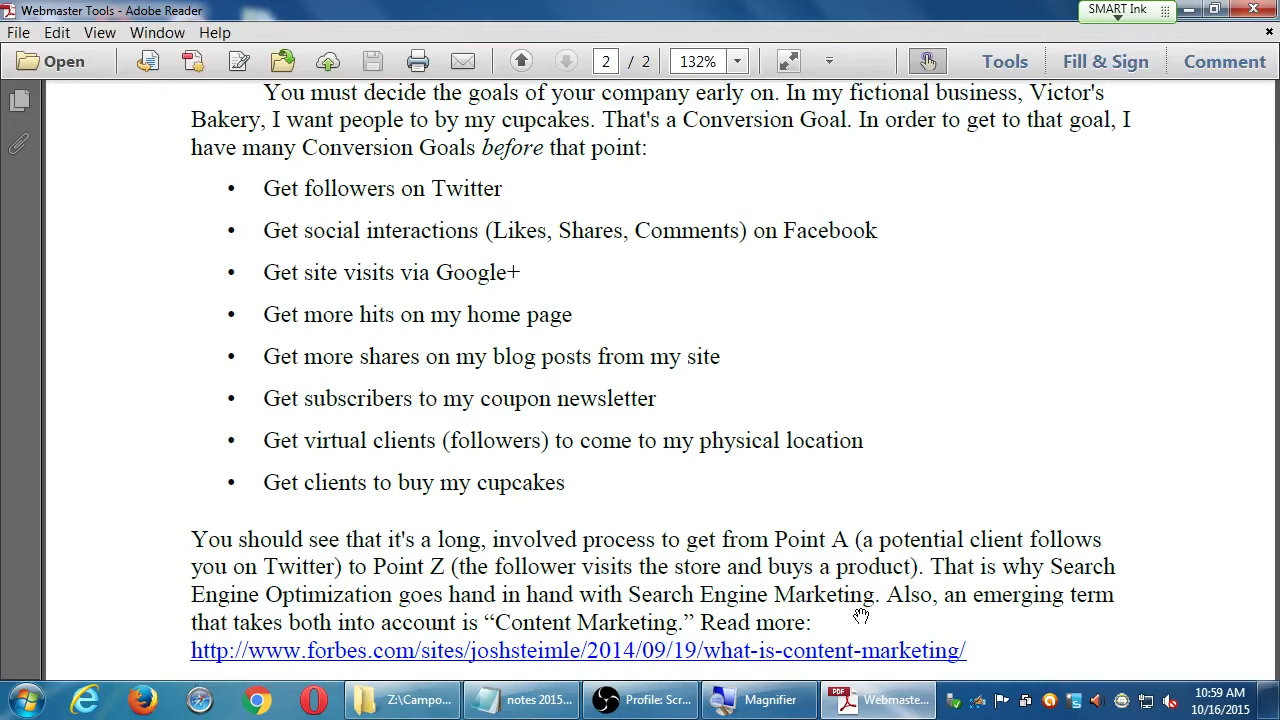 Webmaster Tools - Adobe Reader
SMART Ink
File Edit View Window Help
Open
2 / 2
132%
Tools Fill & Sign Comment
You must decide the goals of your company early on. In my fictional business, Victor's
Bakery, I want people to by my cupcakes. That's a Conversion Goal. In order to get to that goal, I
have many Conversion Goals before that point:
• Get followers on Twitter
• Get social interactions (Likes, Shares, Comments) on Facebook
• Get site visits via Google+
• Get more hits on my home page
• Get more shares on my blog posts from my site
• Get subscribers to my coupon newsletter
• Get virtual clients (followers) to come to my physical location
• Get clients to buy my cupcakes
You should see that it's a long, involved process to get from Point A (a potential client follows
you on Twitter) to Point Z (the follower visits the store and buys a product). That is why Search
Engine Optimization goes hand in hand with Search Engine Marketing. Also, an emerging term
that takes both into account is “Content Marketing.” Read more:
http://www.forbes.com/sites/joshsteimle/2014/09/19/what-is-content-marketing/
Z:\Campo...
notes 2015...
Profile: Scr...
Magnifier
PDF
Webmaste...
10:59 AM
10/16/2015